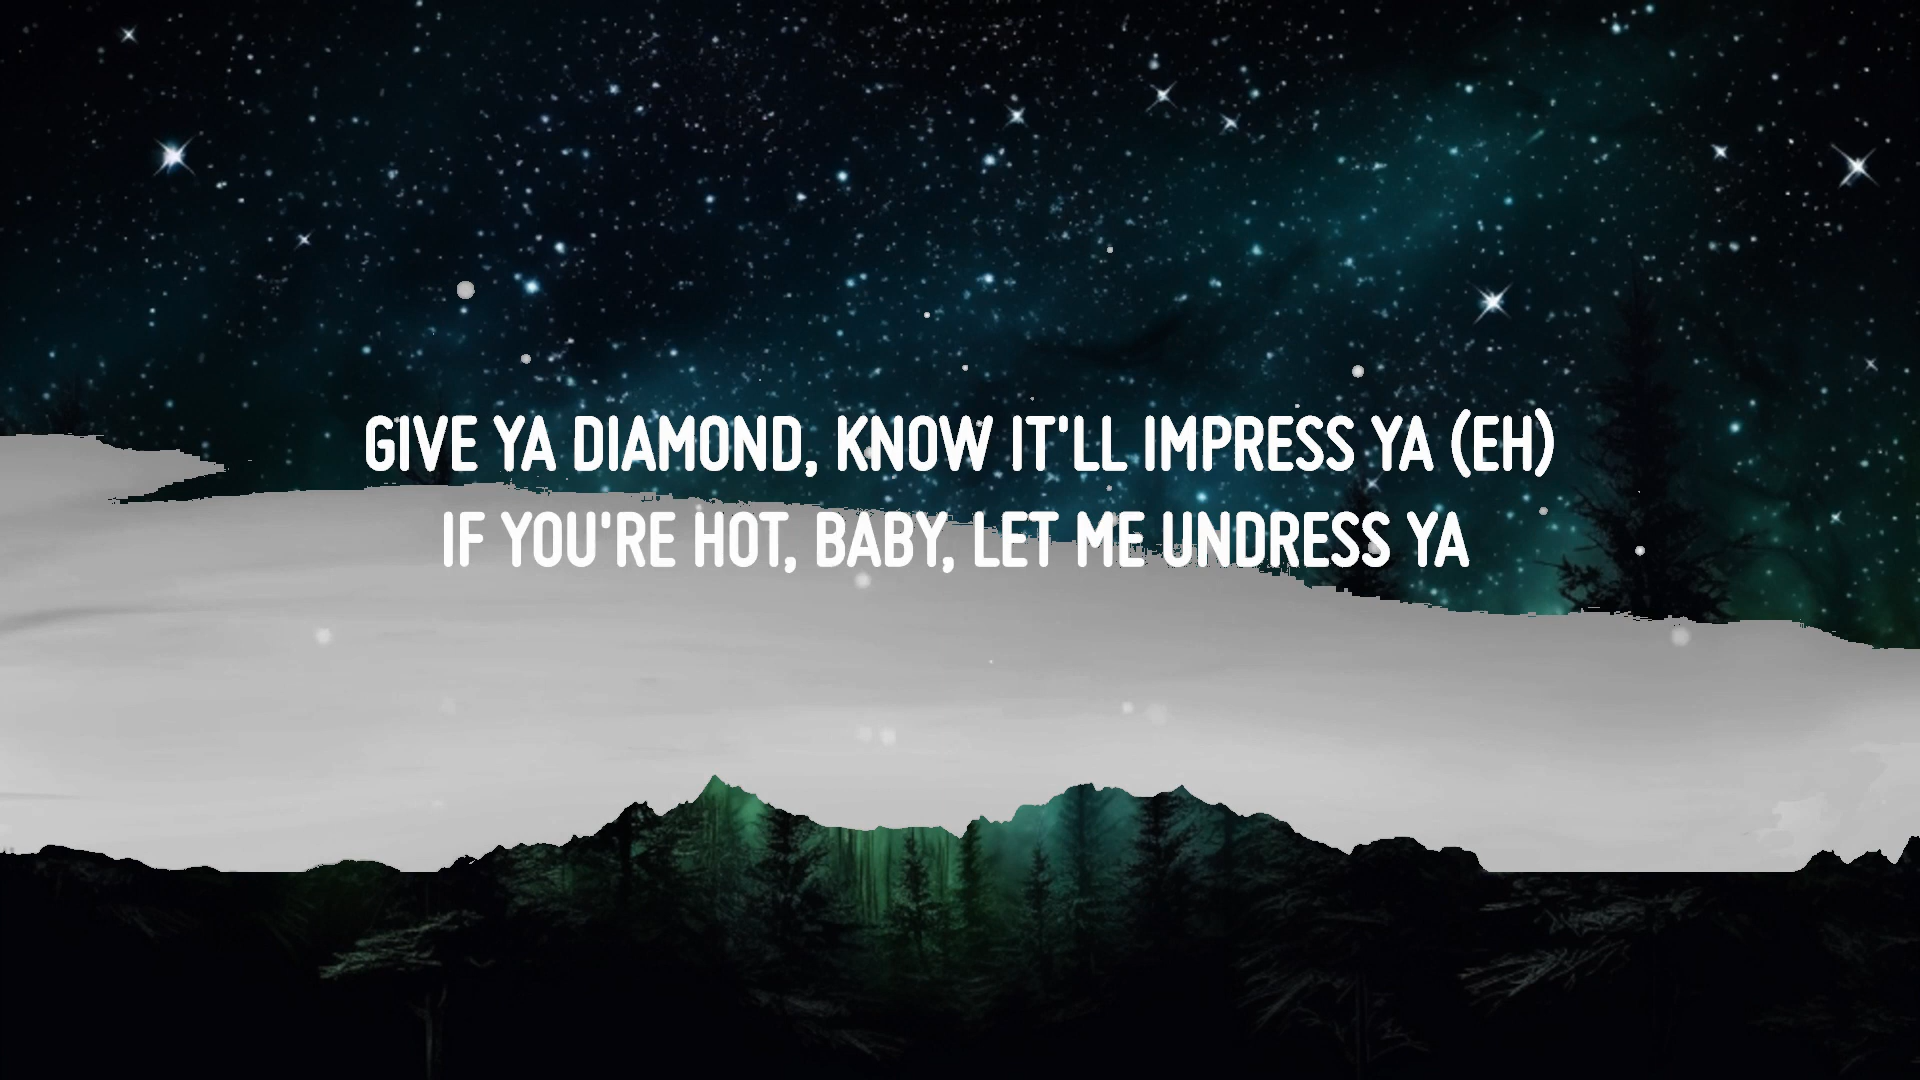 GIVE YA DIAMOND, KNOW IT'LL IMPRESS YA (EH)
IF YOU'RE HOT, BABY, LET ME UNDRESS YA